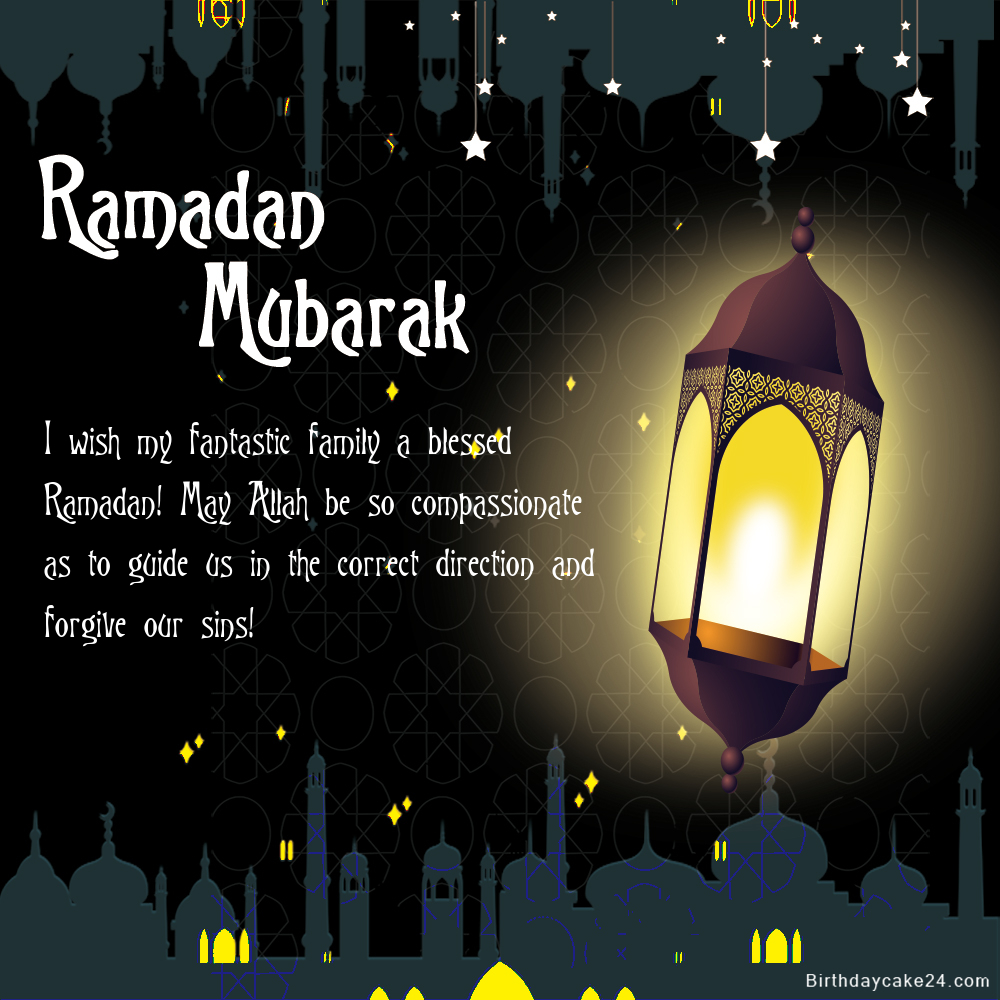 Ramadan
Mubarak
I wish my fantastic family a blessed
Ramadan! May Allah be so compassionate
as to guide us in the correct direction and
forgive our sins!
Birthdaycake24.com